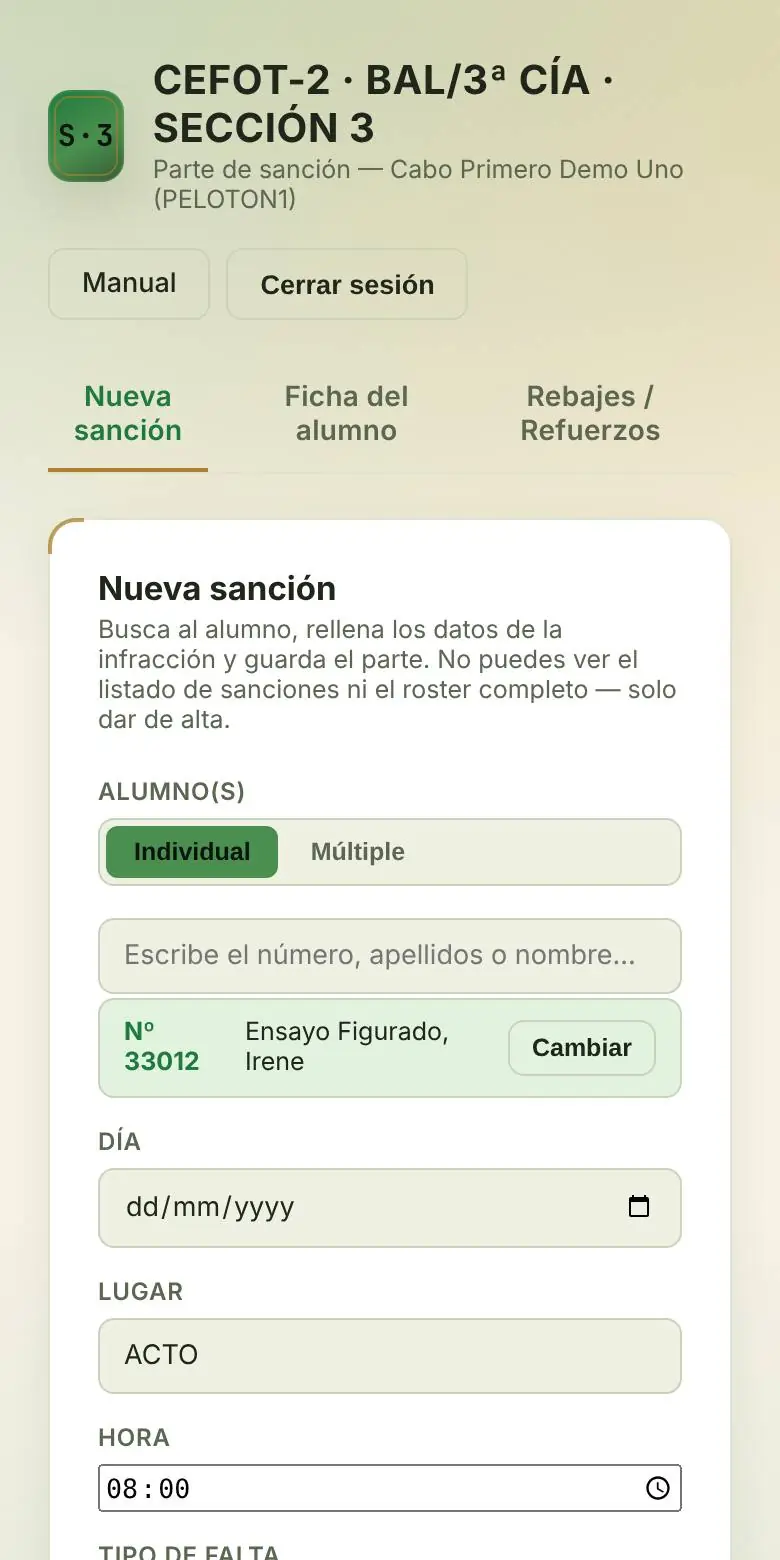 S·3
CEFOT-2 · BAL/3ª CÍA ·
SECCIÓN 3
Parte de sanción — Cabo Primero Demo Uno
(PELOTON1)
Manual
Cerrar sesión
Nueva
sanción
Ficha del
alumno
Rebajes /
Refuerzos
Nueva sanción
Busca al alumno, rellena los datos de la
infracción y guarda el parte. No puedes ver el
listado de sanciones ni el roster completo — solo
dar de alta.
ALUMNO(S)
Individual
Múltiple
Escribe el número, apellidos o nombre...
Nº
33012
Ensayo Figurado,
Irene
Cambiar
DÍA
dd/mm/yyyy
LUGAR
ACTO
HORA
08:00
TIPO DE FALTA